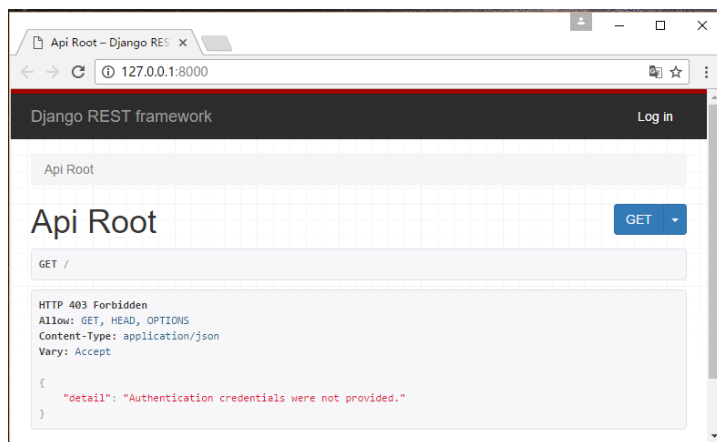 Api Root – Django RES
127.0.0.1:8000
Django REST framework
Log in
Api Root
Api Root
GET
GET /
HTTP 403 Forbidden
Allow: GET, HEAD, OPTIONS
Content-Type: application/json
Vary: Accept
{
"detail": "Authentication credentials were not provided."
}